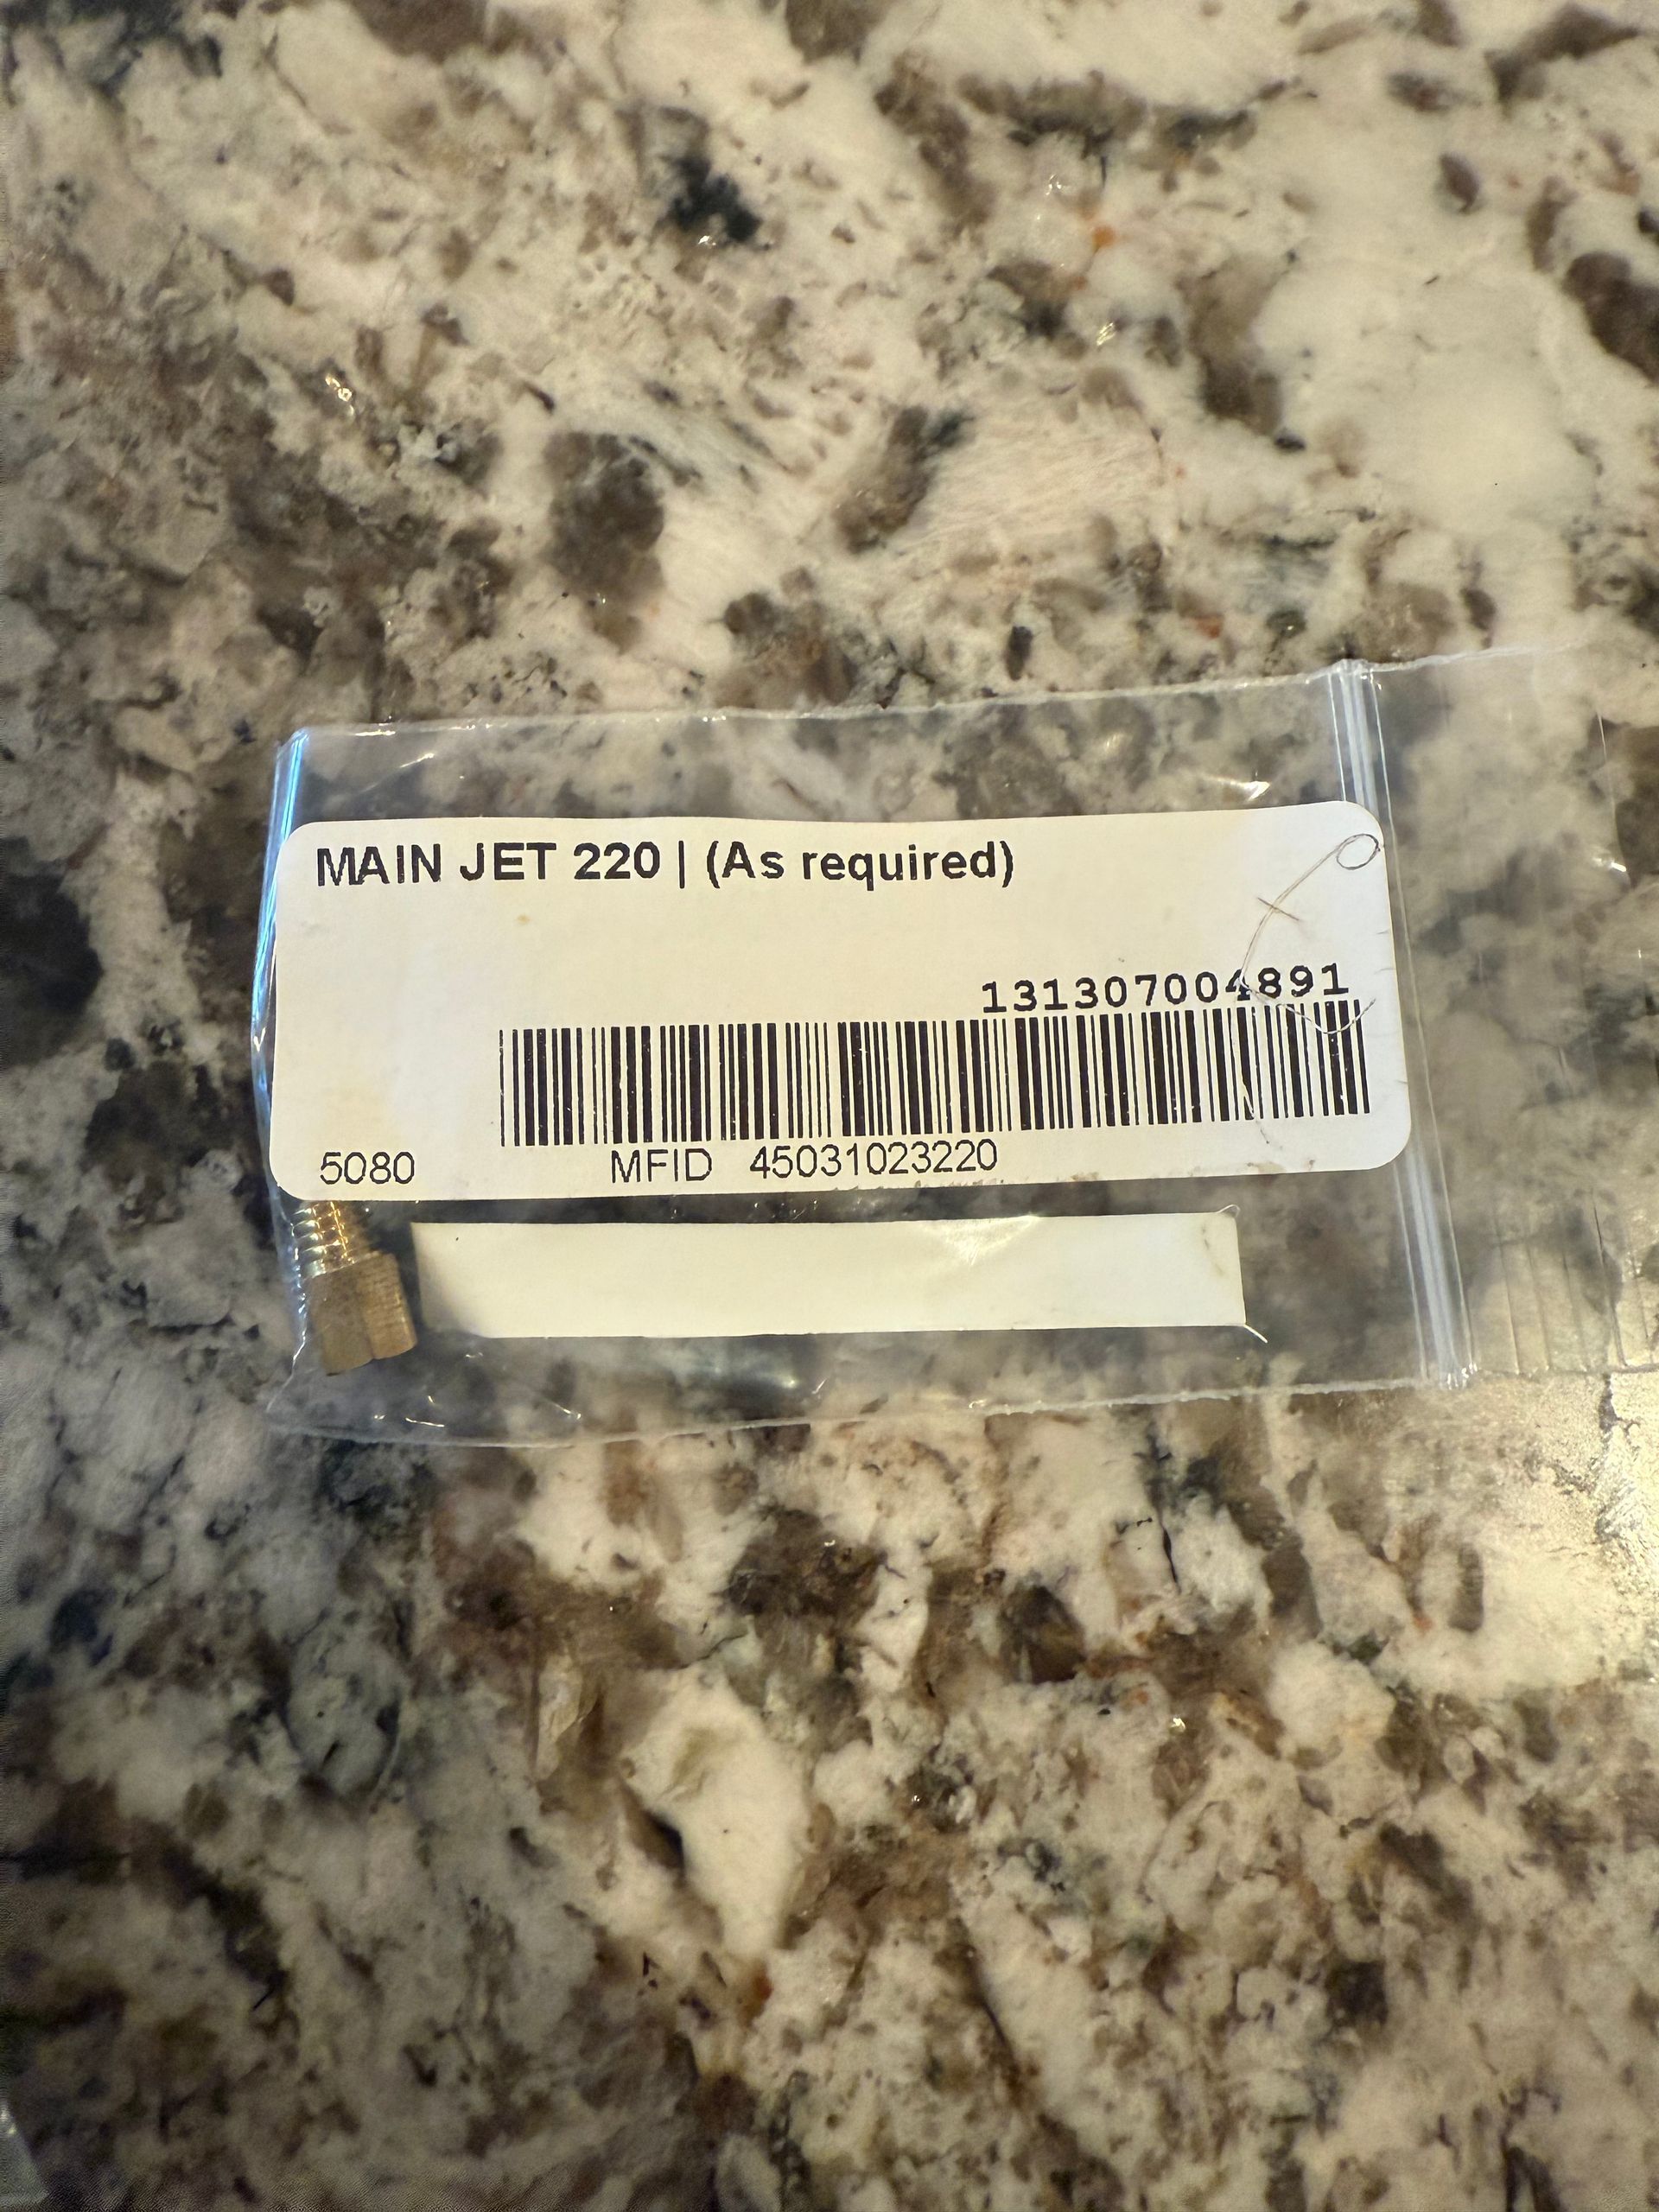 MAIN JET 220 | (As required)
131307004891
5080 MFID 45031023220